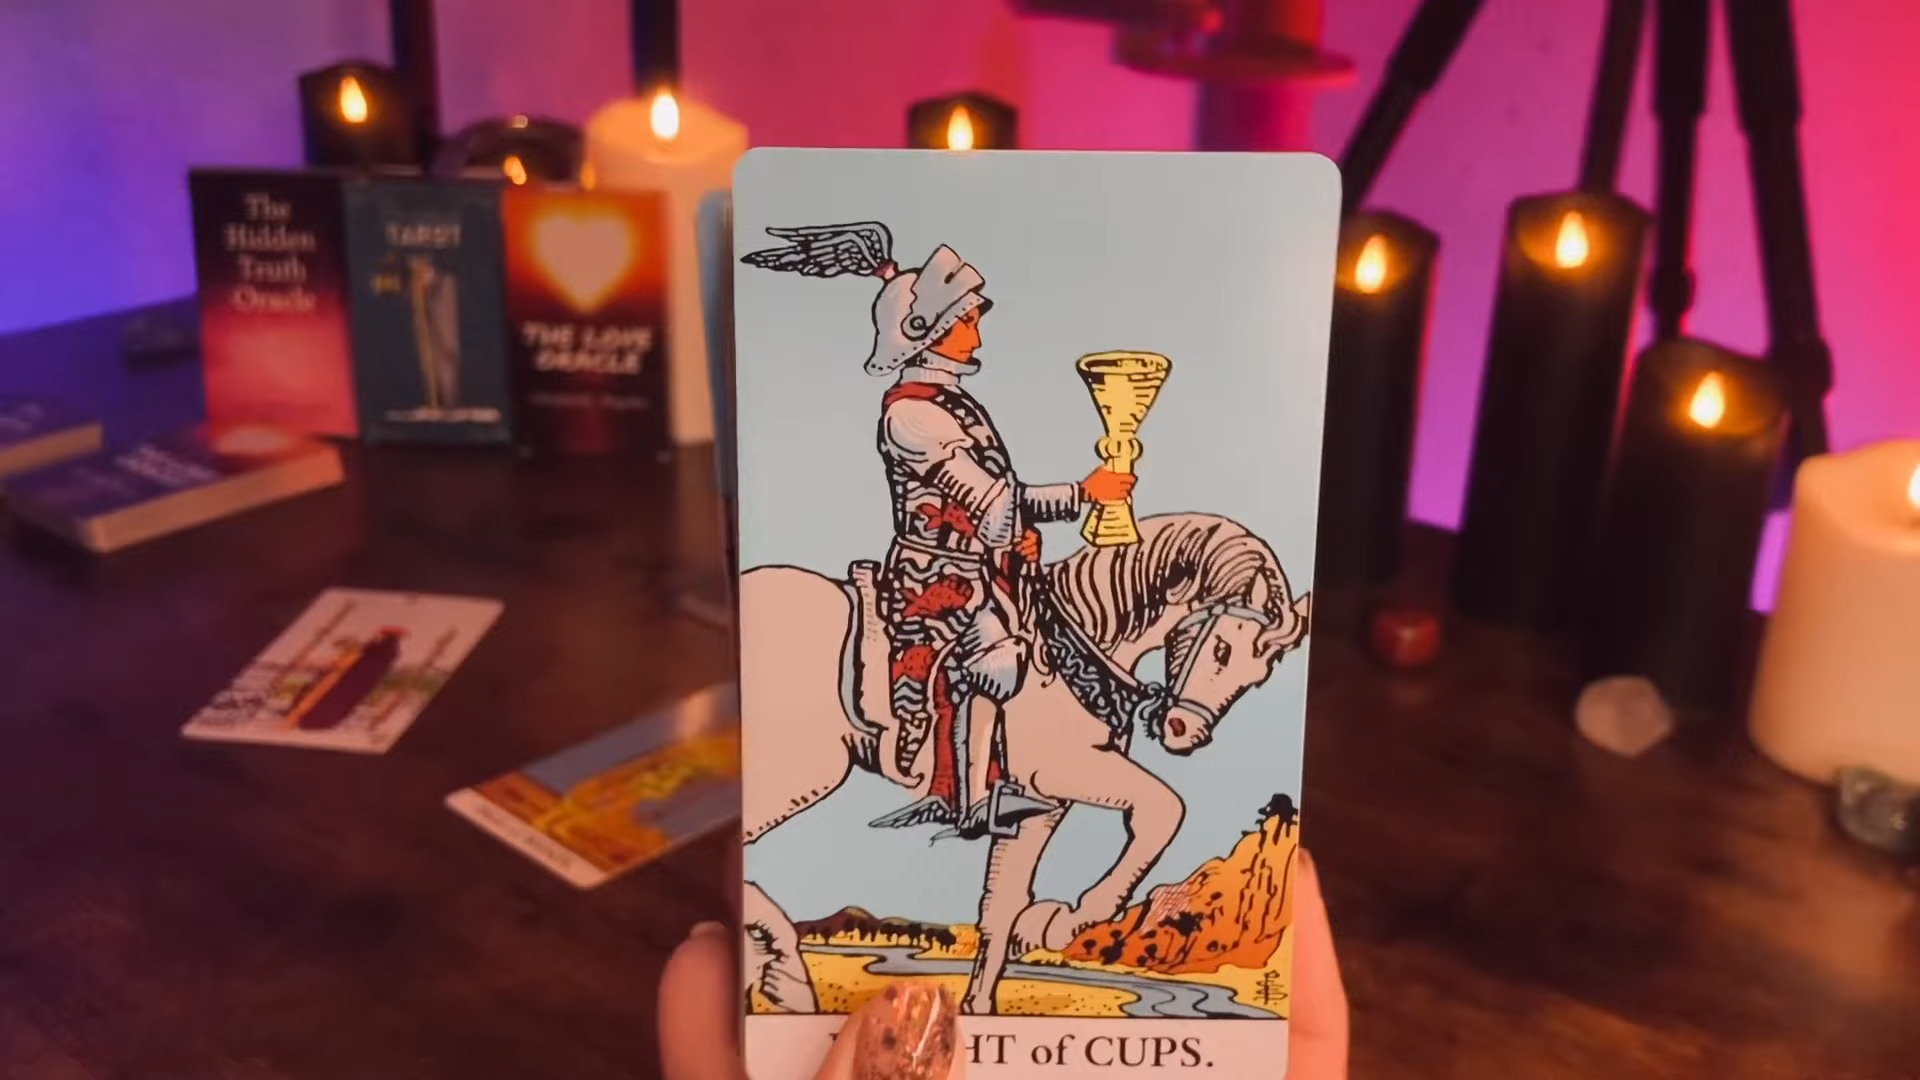 The
Hidden
Truth
Oracle
TAROT
THE LOVE
ORACLE
HT of CUPS.